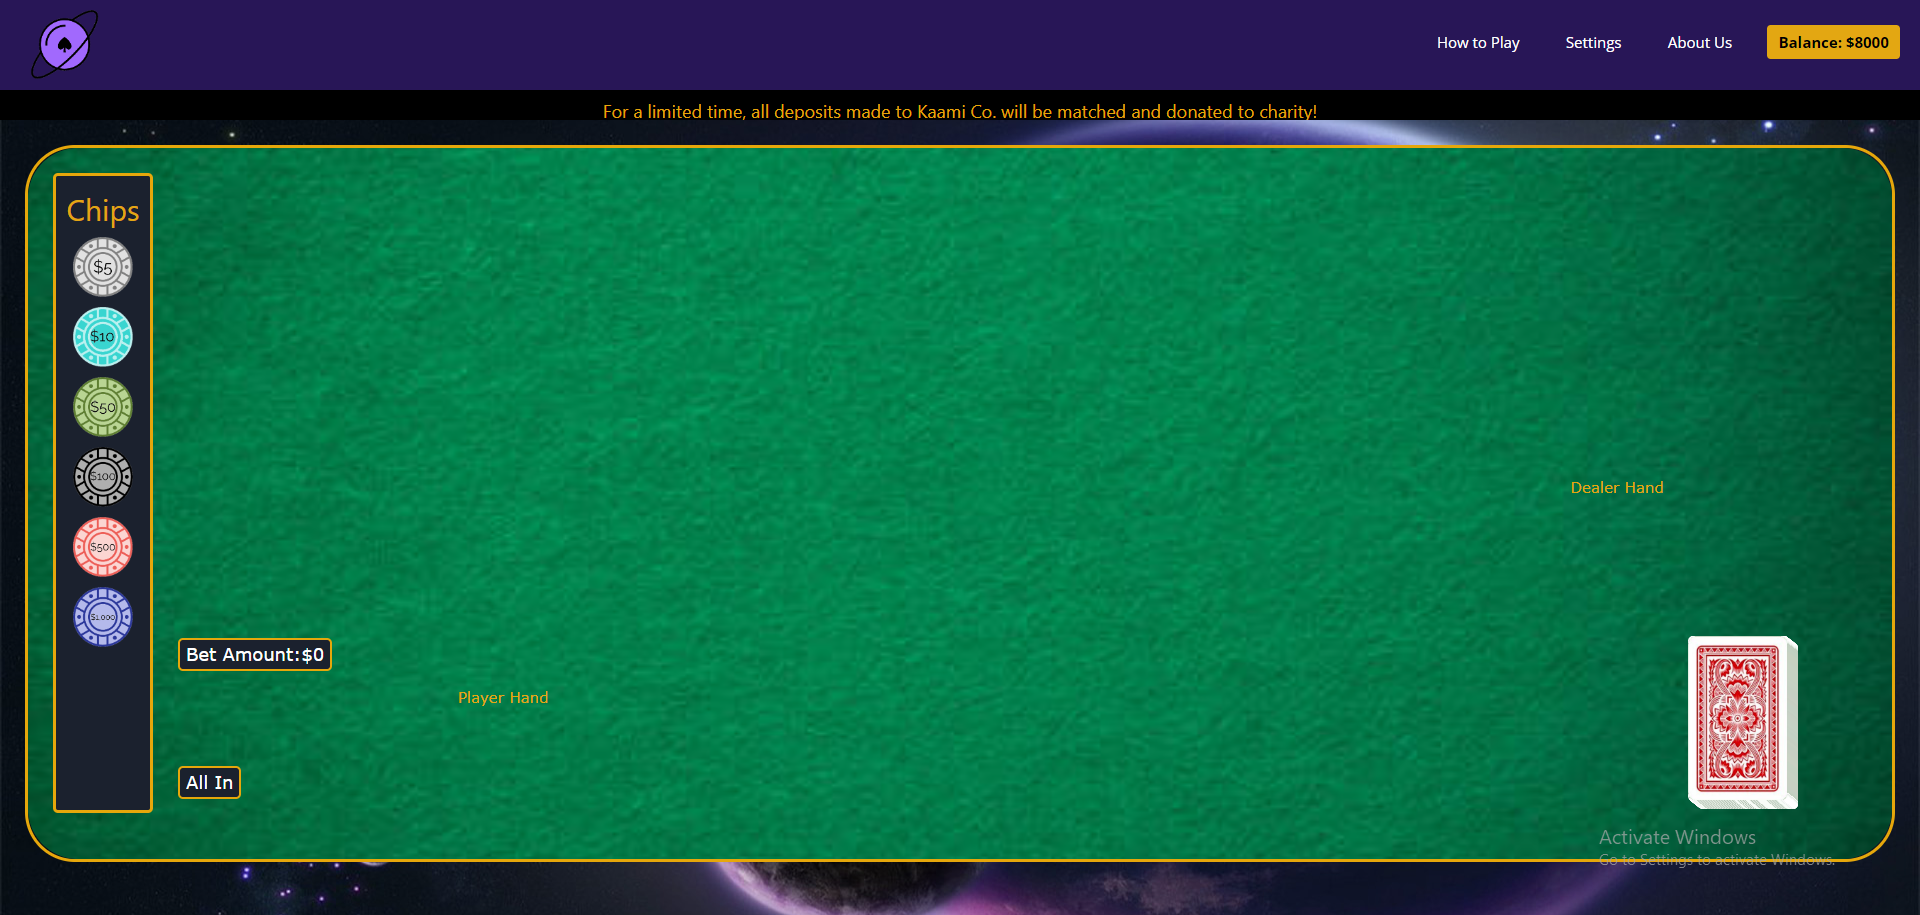 How to Play
Settings
About Us
Balance: $8000
For a limited time, all deposits made to Kaami Co. will be matched and donated to charity!
Chips
$5
$10
$50
$100
$500
$1,000
Dealer Hand
Bet Amount:$0
Player Hand
All In
Activate Windows
Go to Settings to activate Windows.